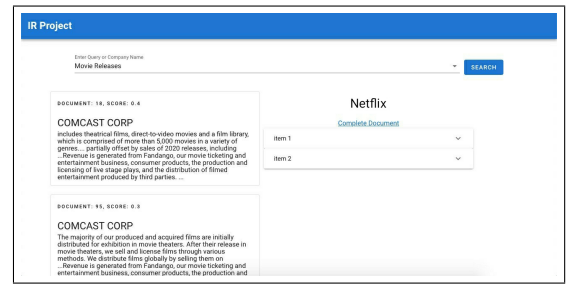 IR Project
Enter Query or Company Name
Movie Releases
SEARCH
DOCUMENT: 18, SCORE: 0.4
COMCAST CORP
includes theatrical films, direct-to-video movies and a film library,
which is comprised of more than 5,000 movies in a variety of
genres.... partially offset by sales of 2020 releases, including
...Revenue is generated from Fandango, our movie ticketing and
entertainment business, consumer products, the production and
licensing of live stage plays, and the distribution of filmed
entertainment produced by third parties. ...
DOCUMENT: 95, SCORE: 0.3
COMCAST CORP
The majority of our produced and acquired films are initially
distributed for exhibition in movie theaters. After their release in
movie theaters, we sell and license films through various
methods. We distribute films globally by selling them on
...Revenue is generated from Fandango, our movie ticketing and
entertainment business, consumer products, the production and
Netflix
Complete Document
item 1
item 2